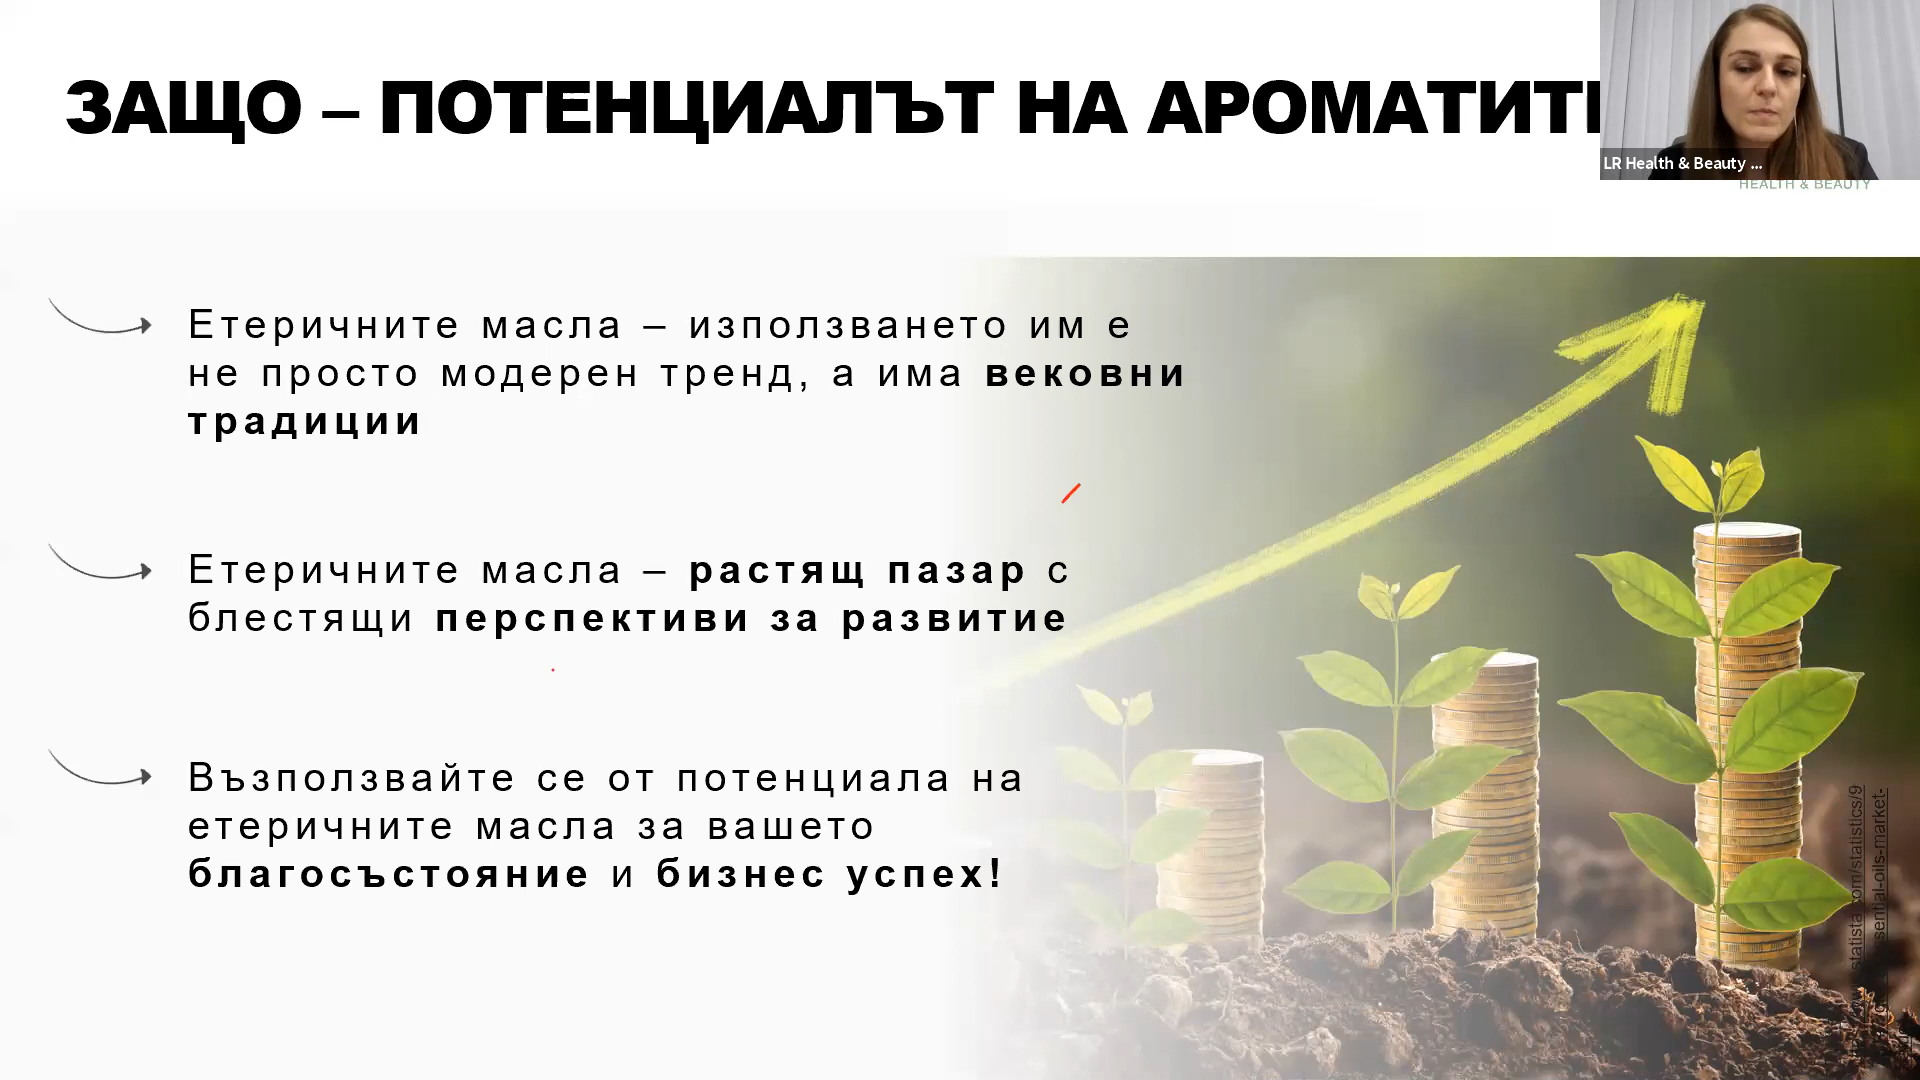 ЗАЩО – ПОТЕНЦИАЛЪТ НА АРОМАТИТЕ
LR Health & Beauty ...
HEALTH & BEAUTY
Етеричните масла – използването им е
не просто модерен тренд, а има вековни
традиции
Етеричните масла – растящ пазар с
блестящи перспективи за развитие
Възползвайте се от потенциала на
етеричните масла за вашето
благосъстояние и бизнес успех!
statista.com/statistics/9
sential-oils-market-